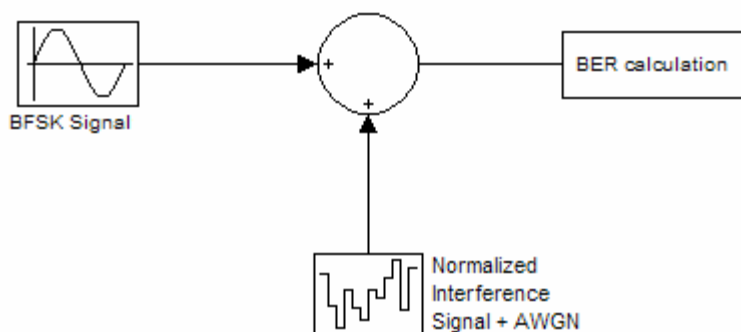 BFSK Signal
+
+
BER calculation
Normalized
Interference
Signal + AWGN